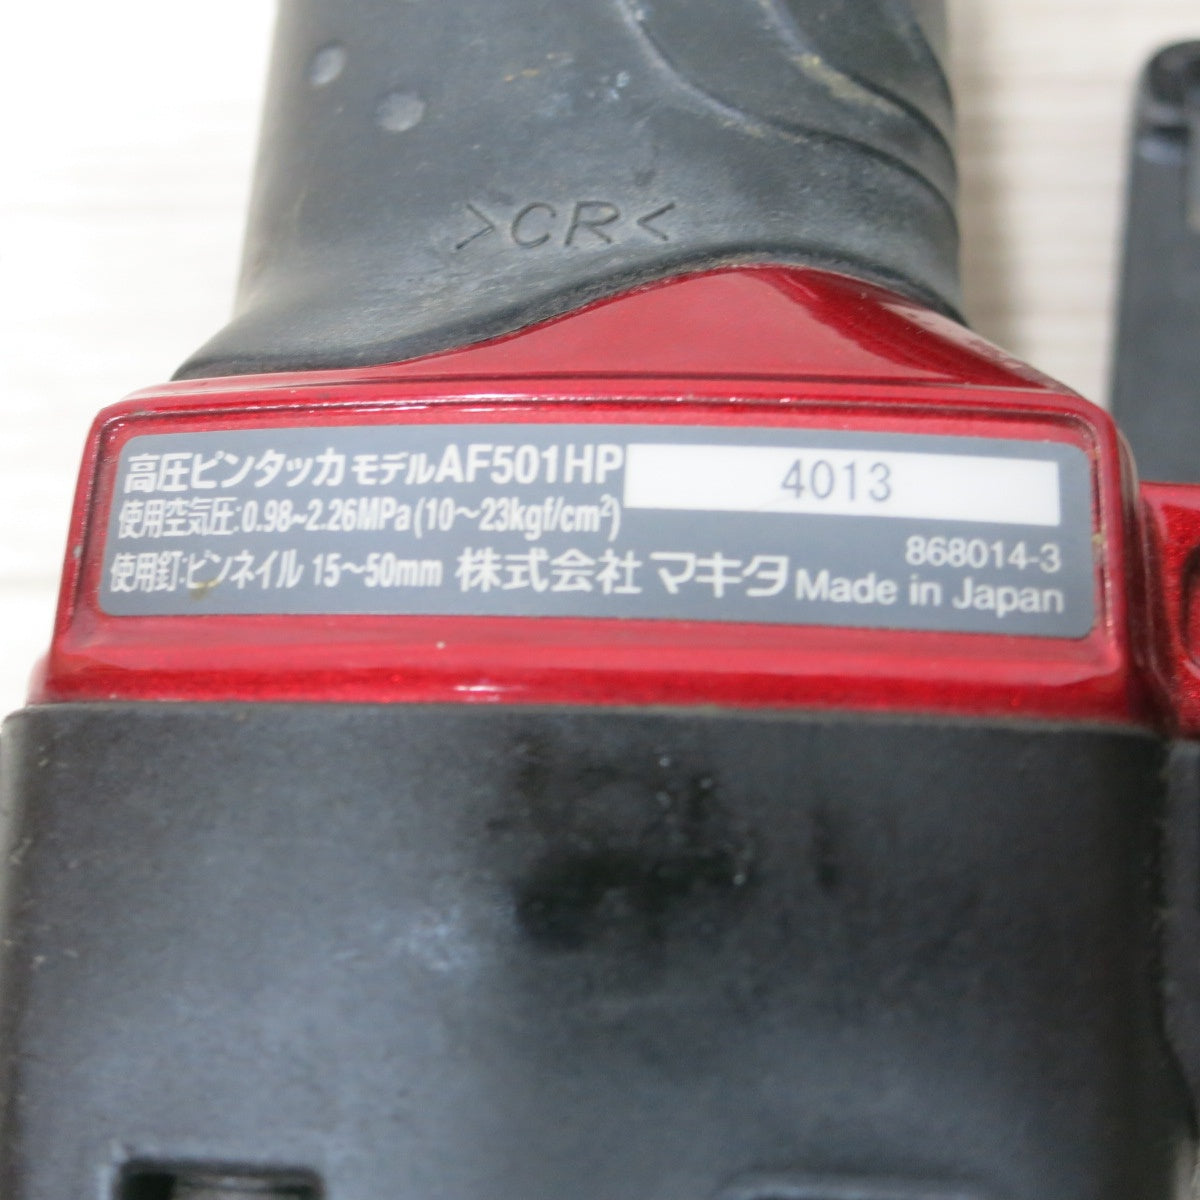 >CR<
高圧ピンタッカ モデルAF501HP 4013
使用空気圧:0.98~2.26MPa(10～23kgf/cm²)
868014-3
使用釘:ピンネイル 15～50mm 株式会社 マキタ Made in Japan